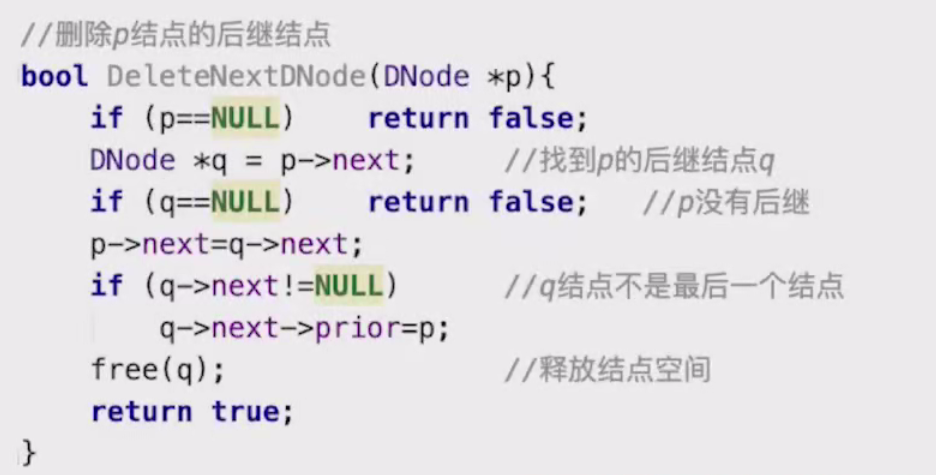 //删除p结点的后继结点
bool DeleteNextDNode(DNode *p){
    if (p==NULL)    return false;
    DNode *q = p->next;     //找到p的后继结点q
    if (q==NULL)    return false;   //p没有后继
    p->next=q->next;
    if (q->next!=NULL)      //q结点不是最后一个结点
        q->next->prior=p;
    free(q);                //释放结点空间
    return true;
}